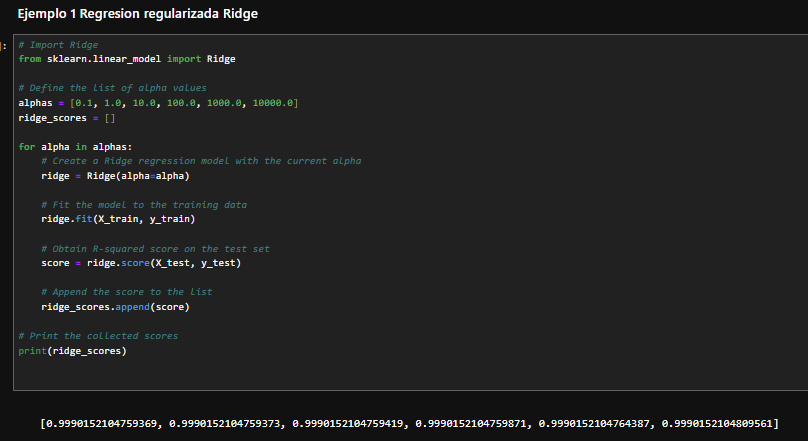 Ejemplo 1 Regresion regularizada Ridge
]:
# Import Ridge
from sklearn.linear_model import Ridge
# Define the list of alpha values
alphas = [0.1, 1.0, 10.0, 100.0, 1000.0, 10000.0]
ridge_scores = []
for alpha in alphas:
    # Create a Ridge regression model with the current alpha
    ridge = Ridge(alpha=alpha)
    # Fit the model to the training data
    ridge.fit(X_train, y_train)
    # Obtain R-squared score on the test set
    score = ridge.score(X_test, y_test)
    # Append the score to the list
    ridge_scores.append(score)
# Print the collected scores
print(ridge_scores)
[0.9990152104759369, 0.9990152104759373, 0.9990152104759419, 0.9990152104759871, 0.9990152104764387, 0.9990152104809561]